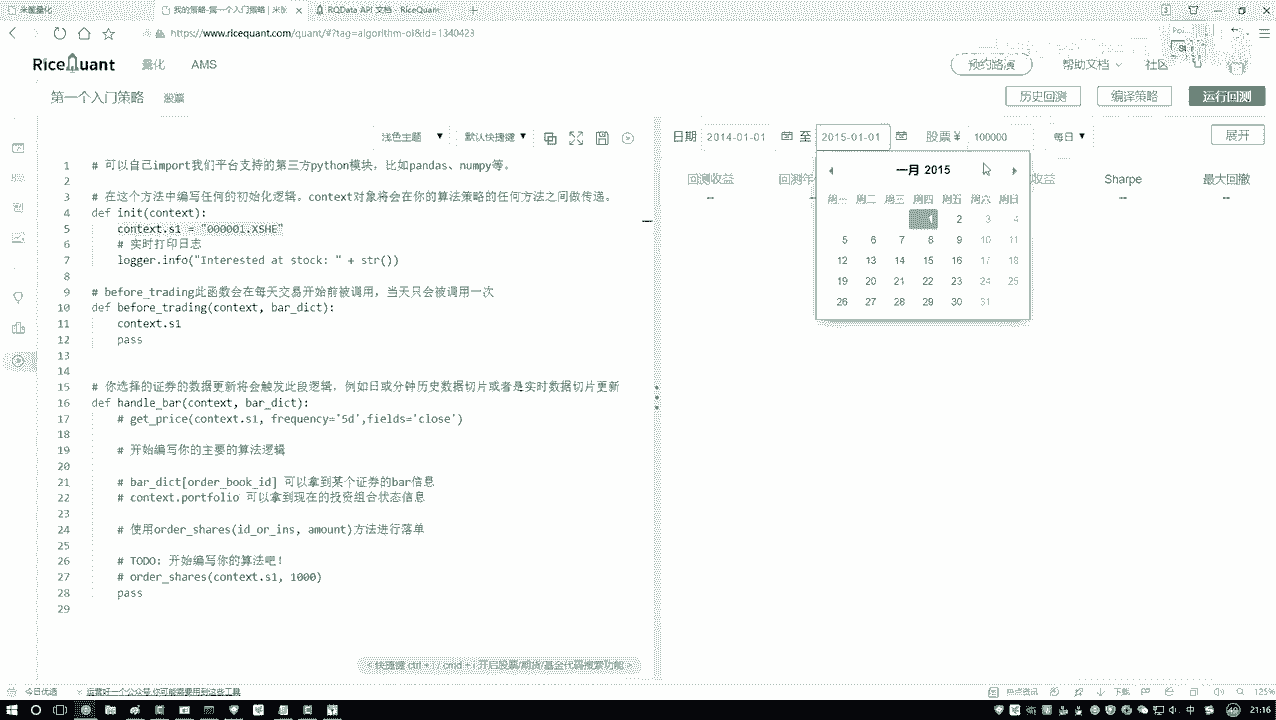 米筐量化
我的策略-第一个入门策略 | 米筐
RQData API 文档 - RiceQuant
https://www.ricequant.com/quant/#?tag=algorithm-ol&id=1340423
RiceQuant 量化 AMS 预约路演 帮助文档 社区
第一个入门策略 股票 历史回测 编译策略 运行回测
浅色主题 默认快捷键
日期 2014-01-01 至 2015-01-01 股票 ¥ 100000 每日 展开
回测收益 收益 Sharpe 最大回撤
-- -- --
一月 2015
周一 周二 周三 周四 周五 周六 周日
1 2 3 4
5 6 7 8 9 10 11
12 13 14 15 16 17 18
19 20 21 22 23 24 25
26 27 28 29 30 31
1 # 可以自己import我们平台支持的第三方python模块，比如pandas、numpy等。
2
3 # 在这个方法中编写任何的初始化逻辑。context对象将会在你的算法策略的任何方法之间做传递。
4 def init(context):
5 context.s1 = "000001.XSHE"
6 # 实时打印日志
7 logger.info("Interested at stock: " + str())
8
9 # before_trading此函数会在每天交易开始前被调用，当天只会被调用一次
10 def before_trading(context, bar_dict):
11 context.s1
12 pass
13
14
15 # 你选择的证券的数据更新将会触发此段逻辑，例如日或分钟历史数据切片或者是实时数据切片更新
16 def handle_bar(context, bar_dict):
17 # get_price(context.s1, frequency='5d',fields='close')
18
19 # 开始编写你的主要的算法逻辑
20
21 # bar_dict[order_book_id] 可以拿到某个证券的bar信息
22 # context.portfolio 可以拿到现在的投资组合状态信息
23
24 # 使用order_shares(id_or_ins, amount)方法进行落单
25
26 # TODO: 开始编写你的算法吧！
27 # order_shares(context.s1, 1000)
28 pass
29
今日优选 运营好一个公众号,你可能需要用到这些工具 热点资讯 下载 125%
中 21:16